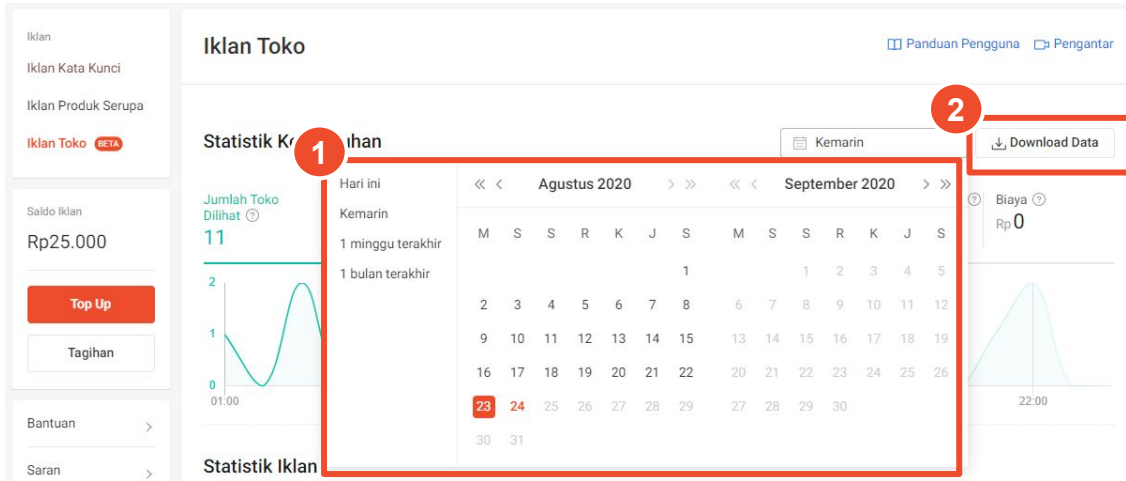 Iklan
Iklan Kata Kunci
Iklan Produk Serupa
Iklan Toko BETA
Saldo Iklan
Rp25.000
Top Up
Tagihan
Bantuan
Saran
Iklan Toko
Panduan Pengguna Pengantar
2
Statistik uhan
Kemarin
Download Data
1
Jumlah Toko
Dilihat
11
Hari ini
Kemarin
1 minggu terakhir
1 bulan terakhir
Agustus 2020
M S S R K J S
1
2 3 4 5 6 7 8
9 10 11 12 13 14 15
16 17 18 19 20 21 22
23 24 25 26 27 28 29
30 31
September 2020
M S S R K J S
1 2 3 4 5
6 7 8 9 10 11 12
13 14 15 16 17 18 19
20 21 22 23 24 25 26
27 28 29 30
Biaya
Rp 0
2
1
0
01:00
22:00
Statistik Iklan